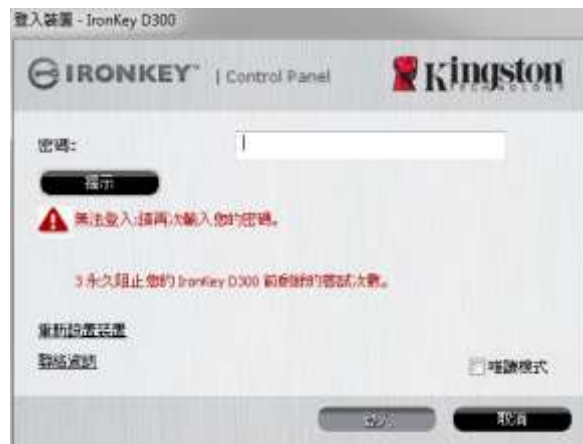 登入裝置 - IronKey D300
IRONKEY™ | Control Panel
Kingston
TECHNOLOGY
密碼:
提示
無法登入;請再次輸入您的密碼。
3 永久阻止您的 IronKey D300 前剩餘的嘗試次數。
重新設置裝置
聯絡資訊
唯讀模式
登入
取消